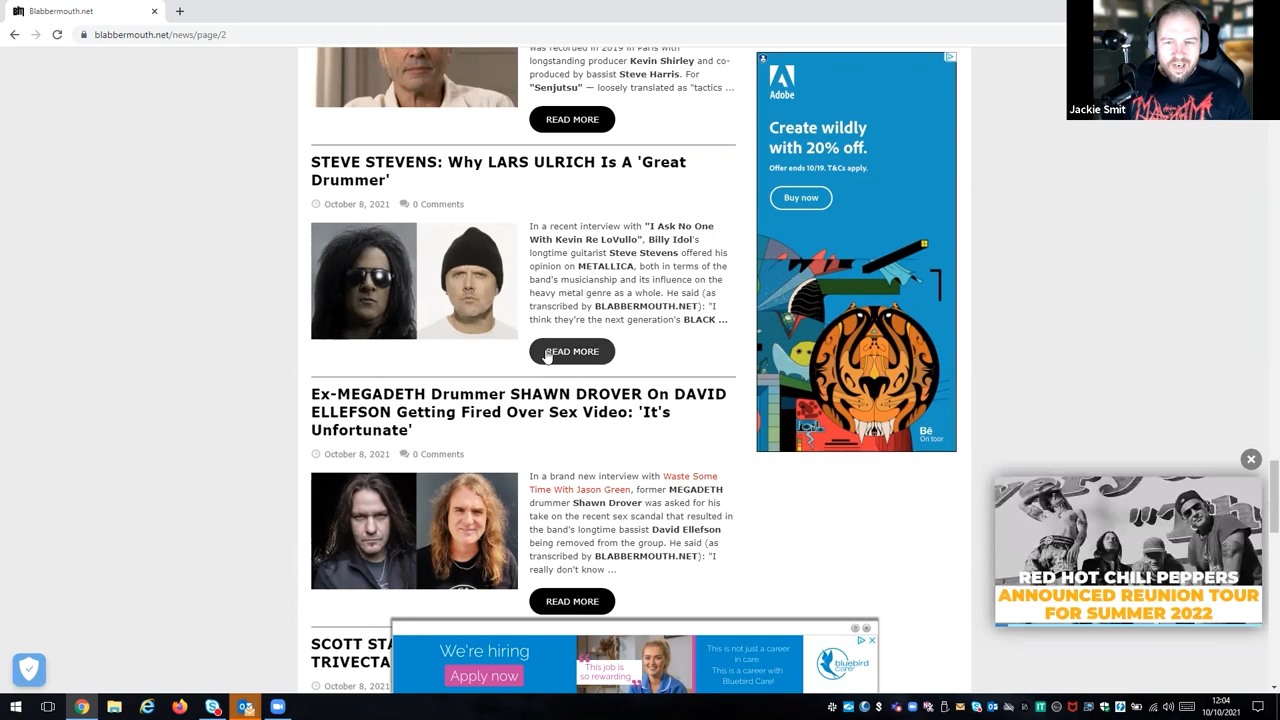 Blabbermouth.net
blabbermouth.net/news/page/2
Jackie Smit
was recorded in 2019 in Paris with
longstanding producer Kevin Shirley and co-
produced by bassist Steve Harris. For
"Senjutsu" — loosely translated as "tactics ...
READ MORE
STEVE STEVENS: Why LARS ULRICH Is A 'Great
Drummer'
October 8, 2021 0 Comments
In a recent interview with "I Ask No One
With Kevin Re LoVullo", Billy Idol's
longtime guitarist Steve Stevens offered his
opinion on METALLICA, both in terms of the
band's musicianship and its influence on the
heavy metal genre as a whole. He said (as
transcribed by BLABBERMOUTH.NET): "I
think they're the next generation's BLACK ...
READ MORE
Ex-MEGADETH Drummer SHAWN DROVER On DAVID
ELLEFSON Getting Fired Over Sex Video: 'It's
Unfortunate'
October 8, 2021 0 Comments
In a brand new interview with Waste Some
Time With Jason Green, former MEGADETH
drummer Shawn Drover was asked for his
take on the recent sex scandal that resulted in
the band's longtime bassist David Ellefson
being removed from the group. He said (as
transcribed by BLABBERMOUTH.NET): "I
really don't know ...
READ MORE
SCOTT STA
TRIVECTA
October 8, 2021
Adobe
Create wildly
with 20% off.
Offer ends 10/19. T&Cs apply.
Buy now
Bē
On toor
RED HOT CHILI PEPPERS
ANNOUNCED REUNION TOUR
FOR SUMMER 2022
We're hiring
Apply now
This job is
so rewarding
This is not just a career
in care.
This is a career with
Bluebird Care!
bluebird
care
12:04
10/10/2021